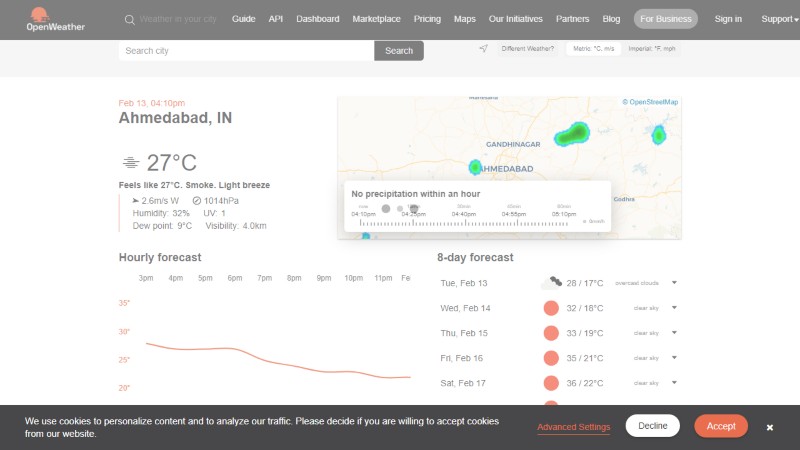 OpenWeather
Weather in your city
Guide
API
Dashboard
Marketplace
Pricing
Maps
Our Initiatives
Partners
Blog
For Business
Sign in
Support
Search city
Search
Different Weather?
Metric: °C, m/s
Imperial: °F, mph
Feb 13, 04:10pm
Ahmedabad, IN
27°C
Feels like 27°C. Smoke. Light breeze
2.6m/s W
1014hPa
Humidity: 32%
UV: 1
Dew point: 9°C
Visibility: 4.0km
© OpenStreetMap
GANDHINAGAR
AHMEDABAD
Godhra
No precipitation within an hour
now
04:10pm
04:25pm
04:40pm
04:55pm
05:10pm
Hourly forecast
3pm 4pm 5pm 6pm 7pm 8pm 9pm 10pm 11pm Fe
35°
30°
25°
20°
8-day forecast
Tue, Feb 13 28 / 17°C overcast clouds
Wed, Feb 14 32 / 18°C clear sky
Thu, Feb 15 33 / 19°C clear sky
Fri, Feb 16 35 / 21°C clear sky
Sat, Feb 17 36 / 22°C clear sky
We use cookies to personalize content and to analyze our traffic. Please decide if you are willing to accept cookies
from our website.
Advanced Settings
Decline
Accept